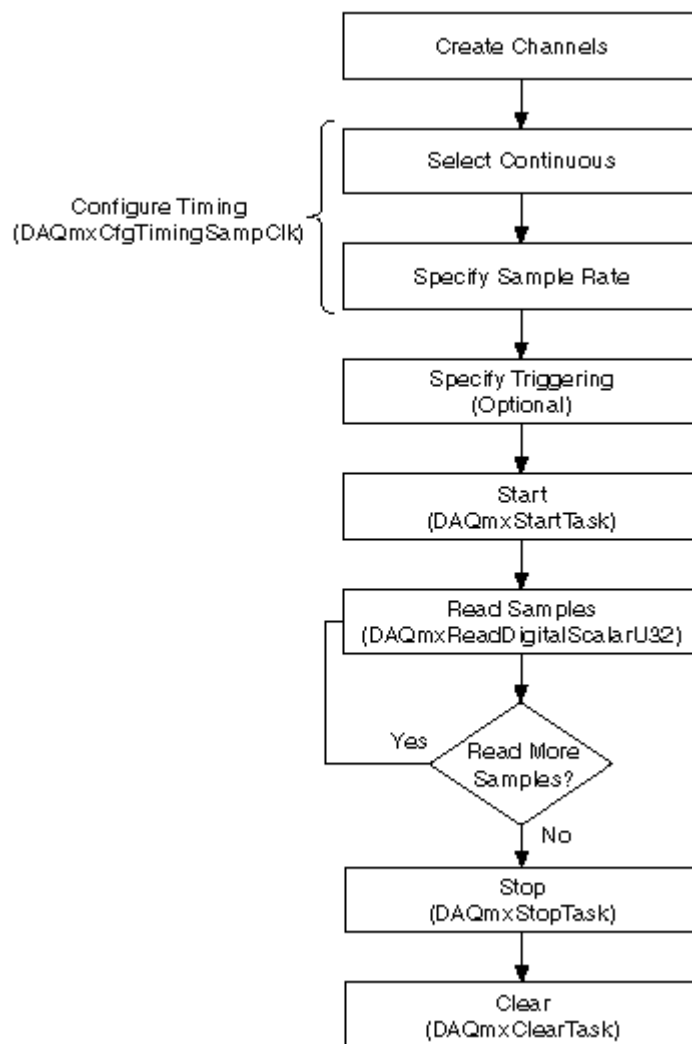 Create Channels
Select Continuous
Configure Timing
(DAQmxCfgTimingSampClk)
Specify Sample Rate
Specify Triggering
(Optional)
Start
(DAQmxStartTask)
Read Samples
(DAQmxReadDigitalScalarU32)
Yes
Read More
Samples?
No
Stop
(DAQmxStopTask)
Clear
(DAQmxClearTask)